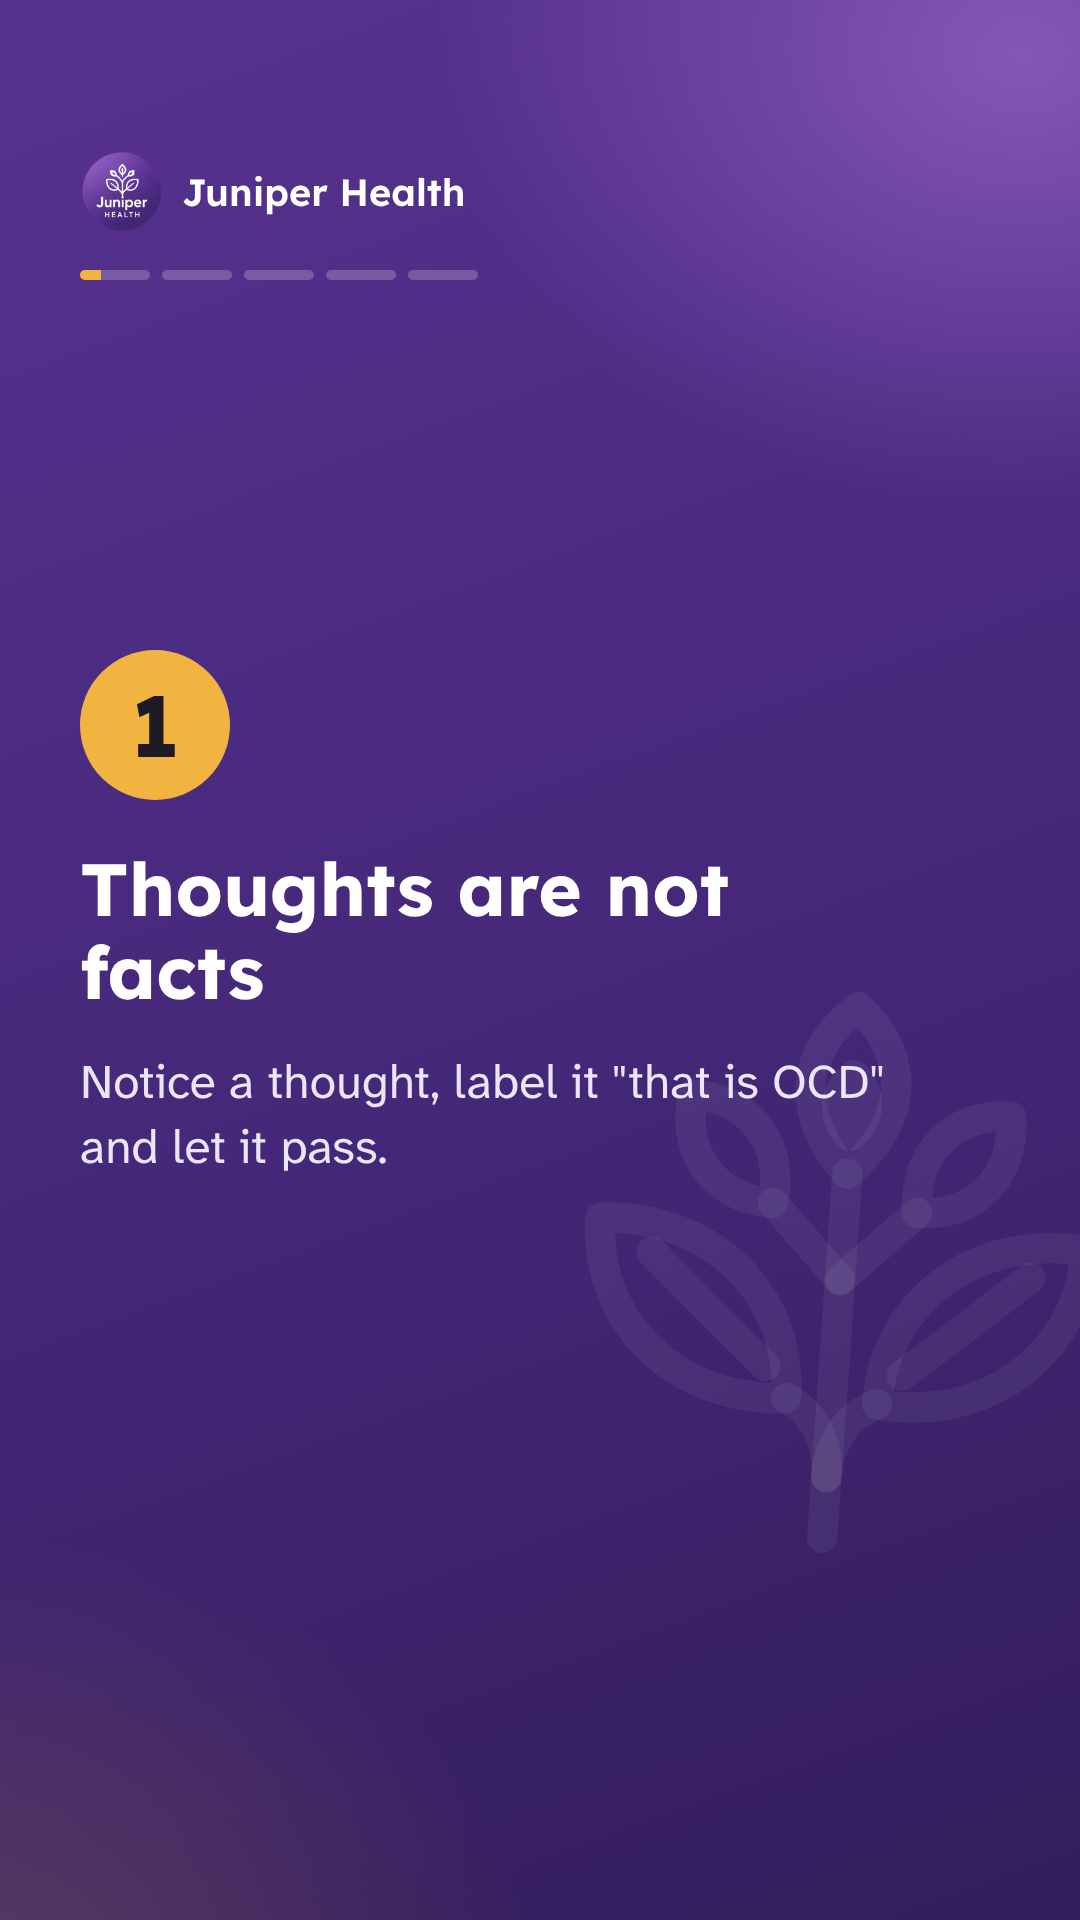 Juniper
HEALTH
Juniper Health
1
Thoughts are not
facts
Notice a thought, label it "that is OCD"
and let it pass.